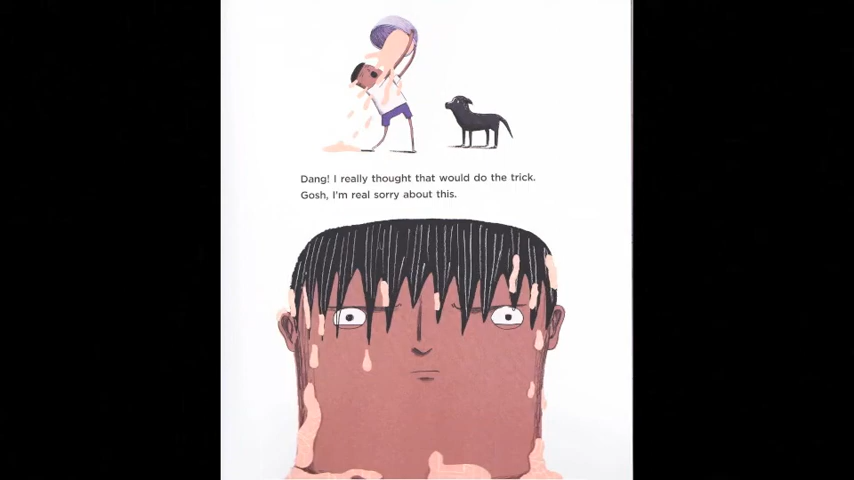 Dang! I really thought that would do the trick.
Gosh, I'm real sorry about this.